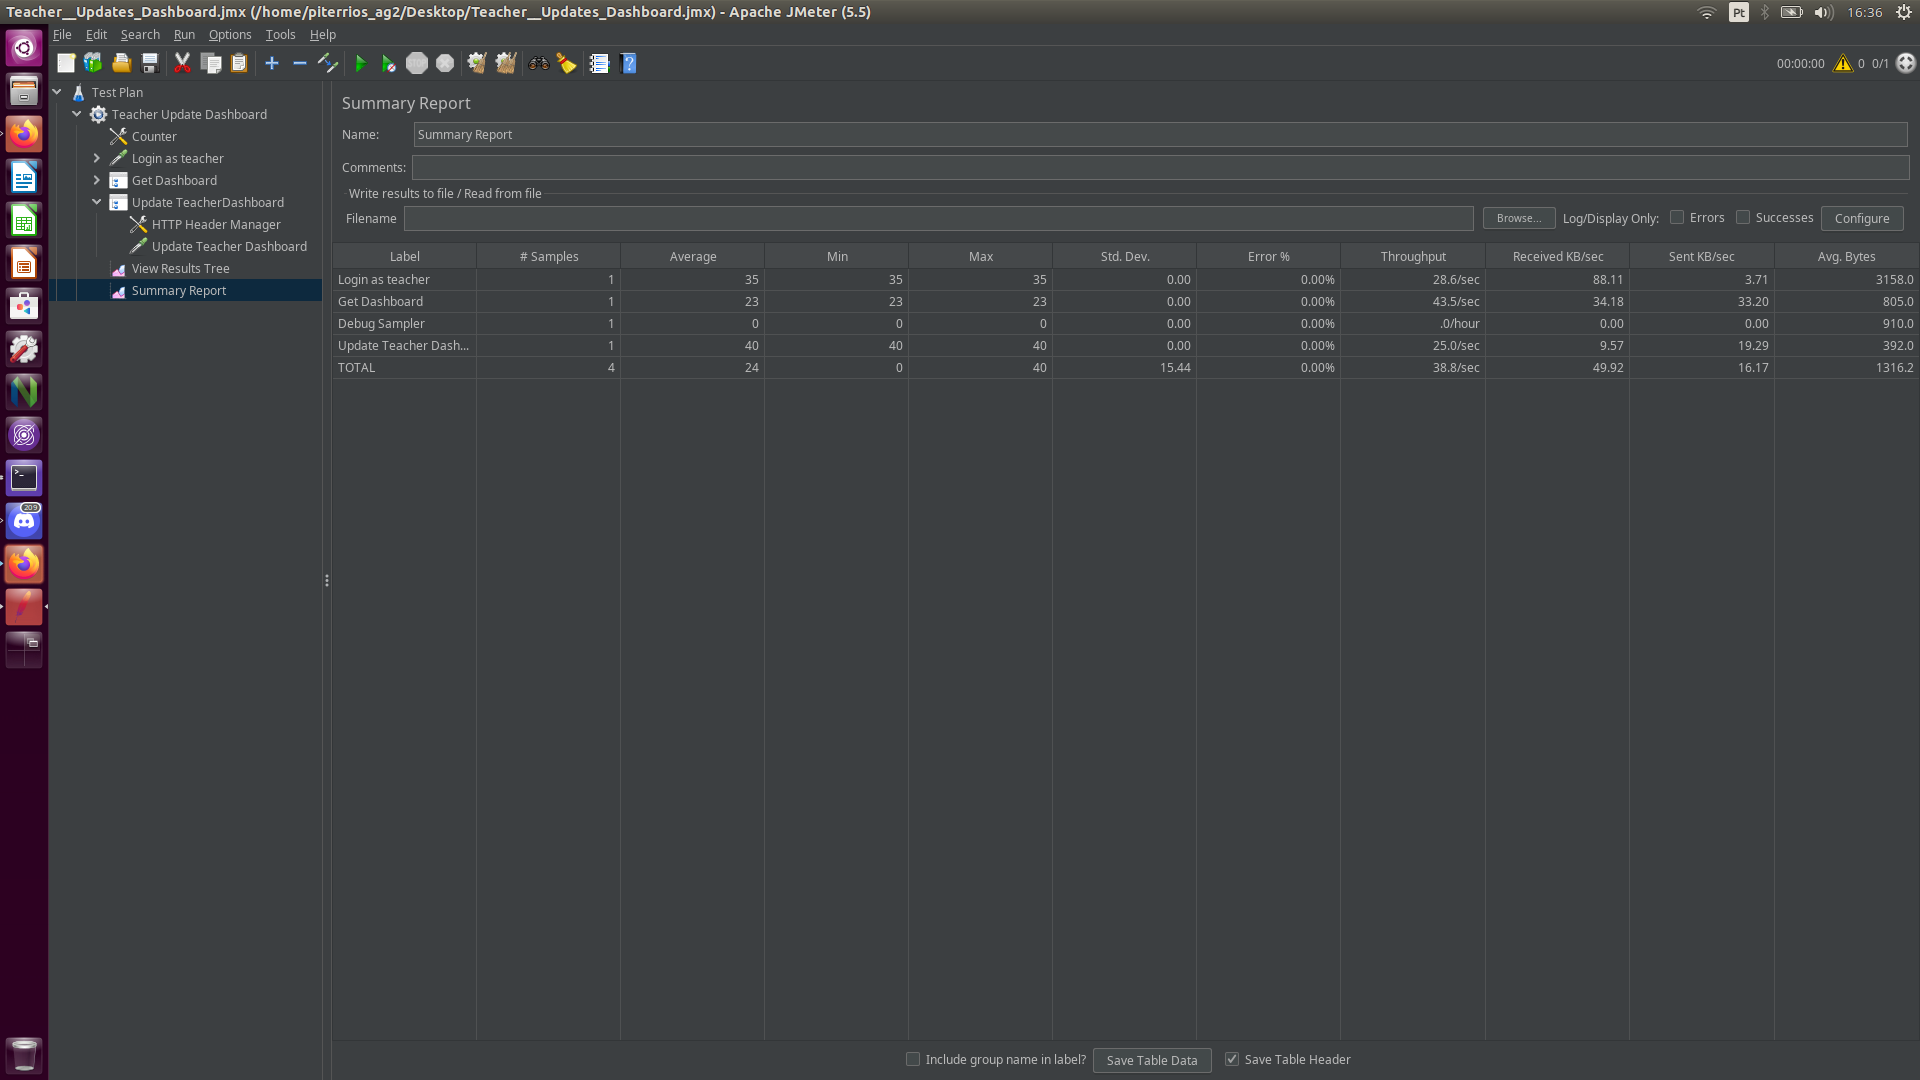 Teacher__Updates_Dashboard.jmx (/home/piterrios_ag2/Desktop/Teacher__Updates_Dashboard.jmx) - Apache JMeter (5.5)
Pt
16:36
File Edit Search Run Options Tools Help
00:00:00 0 0/1
Test Plan
Teacher Update Dashboard
Counter
Login as teacher
Get Dashboard
Update TeacherDashboard
HTTP Header Manager
Update Teacher Dashboard
View Results Tree
Summary Report
209
Summary Report
Name: Summary Report
Comments:
Write results to file / Read from file
Filename Browse... Log/Display Only: Errors Successes Configure
Label # Samples Average Min Max Std. Dev. Error % Throughput Received KB/sec Sent KB/sec Avg. Bytes
Login as teacher 1 35 35 35 0.00 0.00% 28.6/sec 88.11 3.71 3158.0
Get Dashboard 1 23 23 23 0.00 0.00% 43.5/sec 34.18 33.20 805.0
Debug Sampler 1 0 0 0 0.00 0.00% .0/hour 0.00 0.00 910.0
Update Teacher Dash... 1 40 40 40 0.00 0.00% 25.0/sec 9.57 19.29 392.0
TOTAL 4 24 0 40 15.44 0.00% 38.8/sec 49.92 16.17 1316.2
Include group name in label? Save Table Data Save Table Header